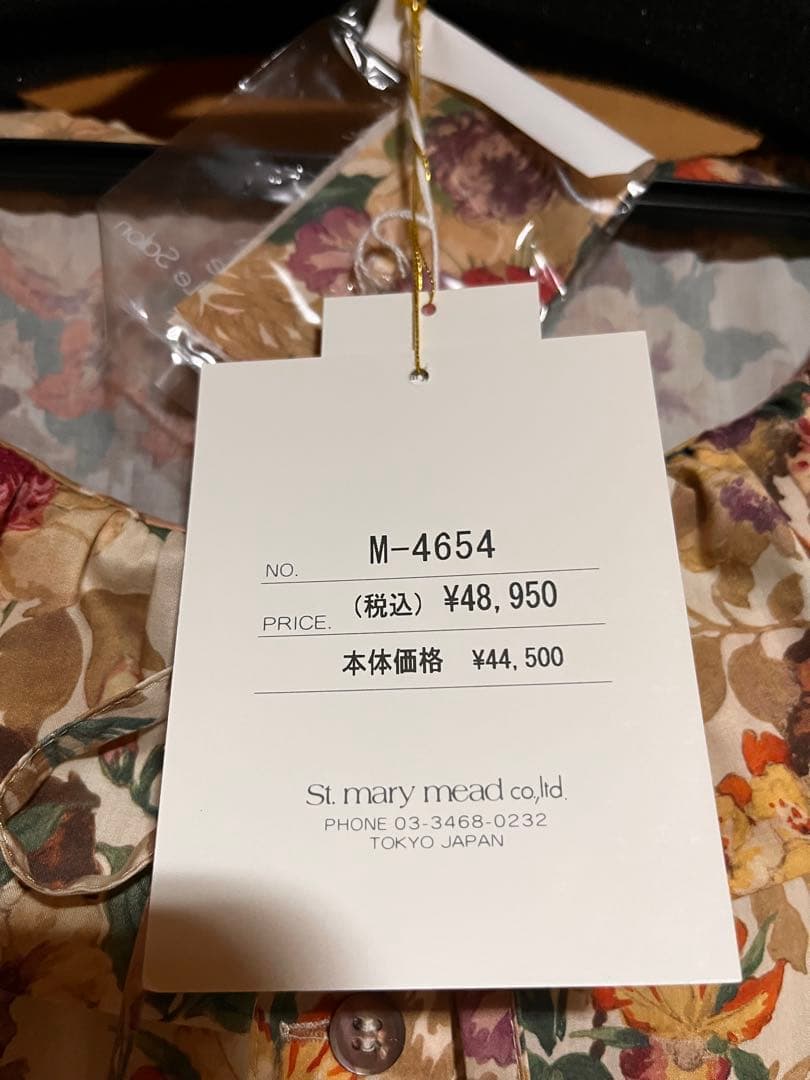 e Salon
NO. M-4654
PRICE. (税込) ¥48,950
本体価格 ¥44,500
St. mary mead co.,ltd.
PHONE 03-3468-0232
TOKYO JAPAN